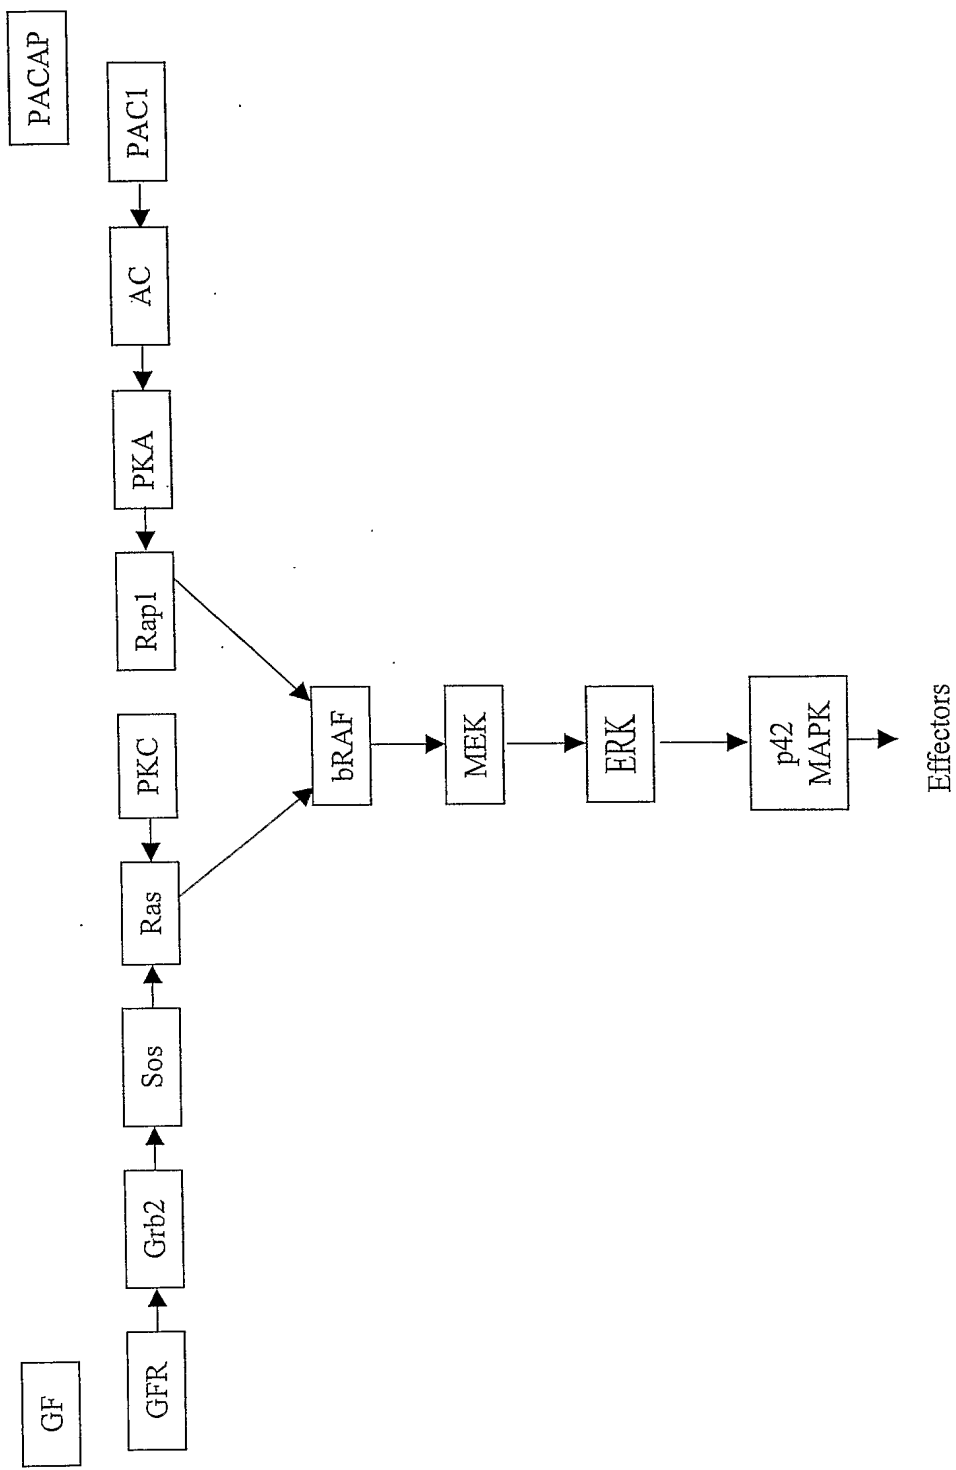 GF
PACAP
GFR
Grb2
Sos
Ras
PKC
Rap1
PKA
AC
PAC1
bRAF
MEK
ERK
p42
MAPK
Effectors